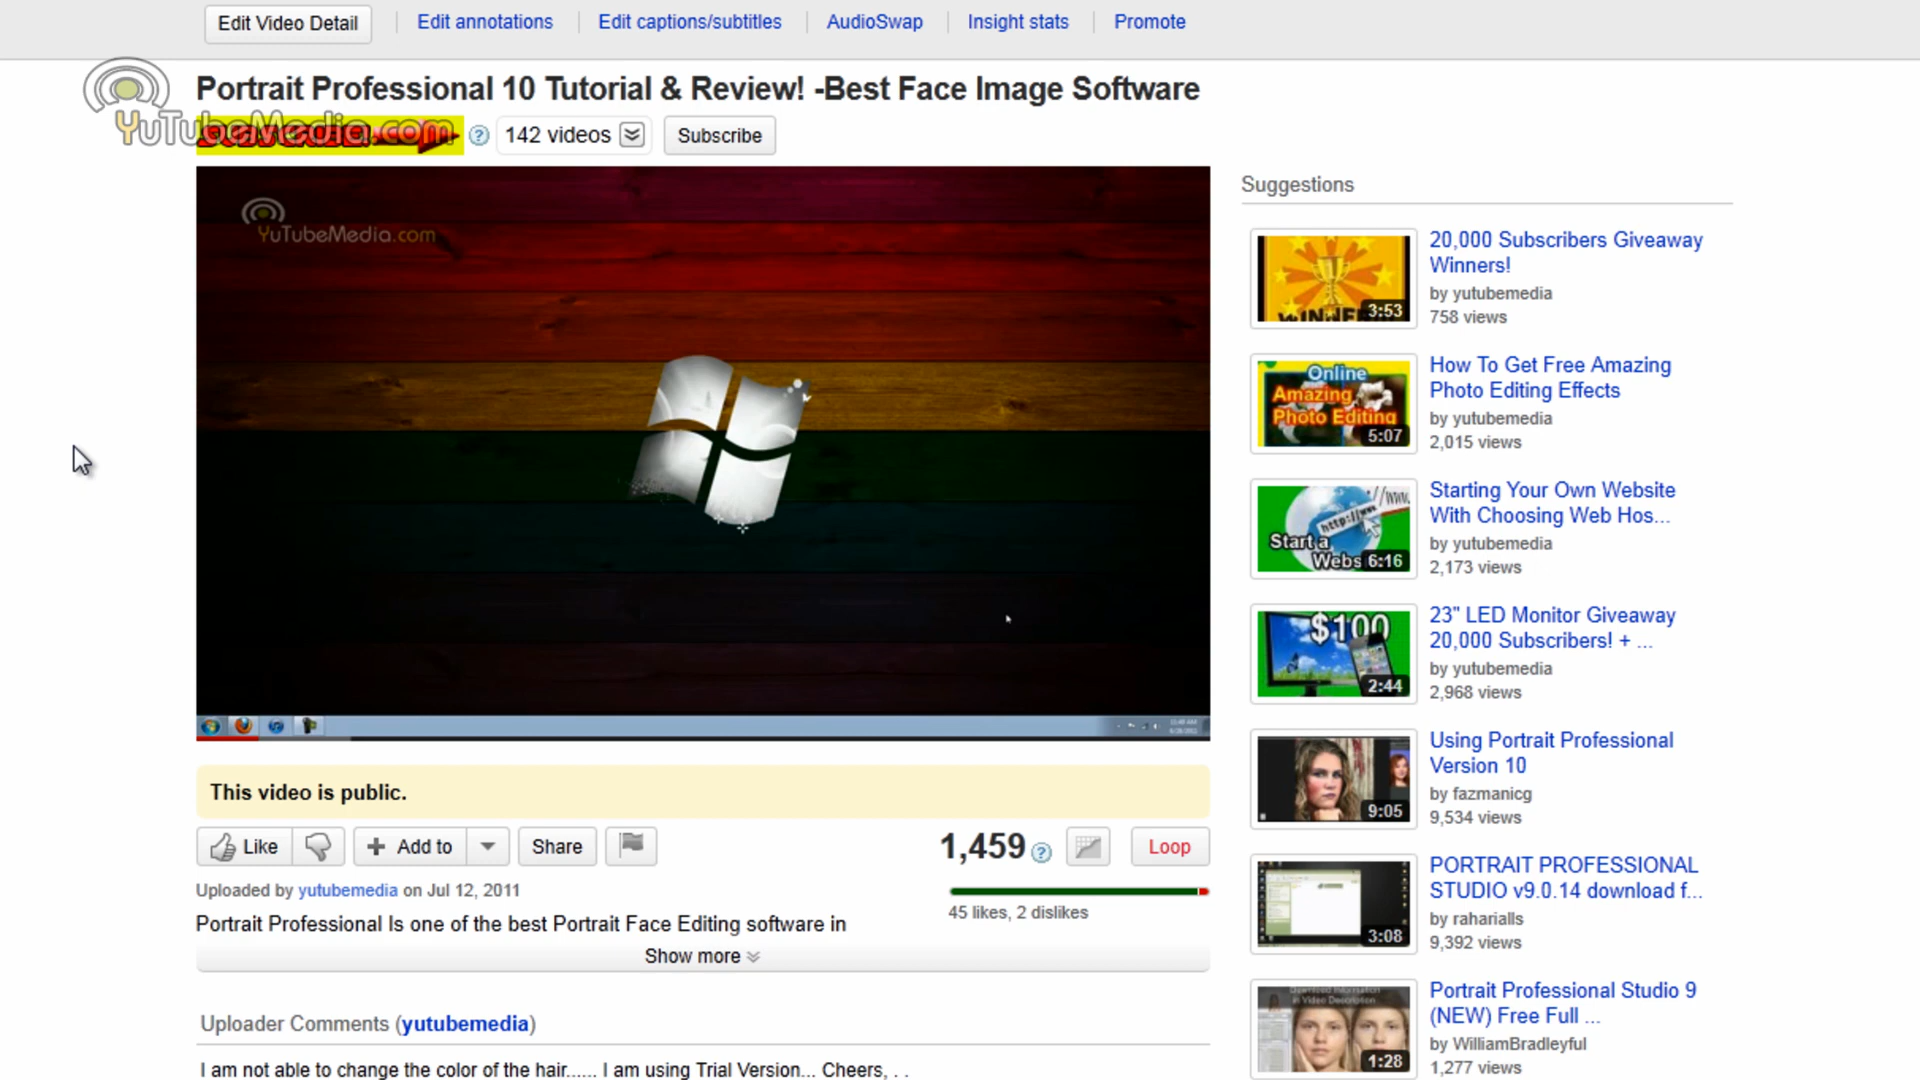 Edit Video Detail
Edit annotations
Edit captions/subtitles
AudioSwap
Insight stats
Promote
Portrait Professional 10 Tutorial & Review! -Best Face Image Software
YuTubeMedia.com
142 videos
Subscribe
YuTubeMedia.com
This video is public.
Like
Add to
Share
1,459
Loop
Uploaded by yutubemedia on Jul 12, 2011
45 likes, 2 dislikes
Portrait Professional Is one of the best Portrait Face Editing software in
Show more
Uploader Comments (yutubemedia)
I am not able to change the color of the hair...... I am using Trial Version... Cheers, . .
Suggestions
WINNER
3:53
20,000 Subscribers Giveaway
Winners!
by yutubemedia
758 views
Online
Amazing
Photo Editing
5:07
How To Get Free Amazing
Photo Editing Effects
by yutubemedia
2,015 views
http://www
Start a
Webs
6:16
Starting Your Own Website
With Choosing Web Hos...
by yutubemedia
2,173 views
$100
2:44
23" LED Monitor Giveaway
20,000 Subscribers! + ...
by yutubemedia
2,968 views
9:05
Using Portrait Professional
Version 10
by fazmanicg
9,534 views
3:08
PORTRAIT PROFESSIONAL
STUDIO v9.0.14 download f...
by raharialls
9,392 views
Download Information
in Video Description
1:28
Portrait Professional Studio 9
(NEW) Free Full ...
by WilliamBradleyful
1,277 views